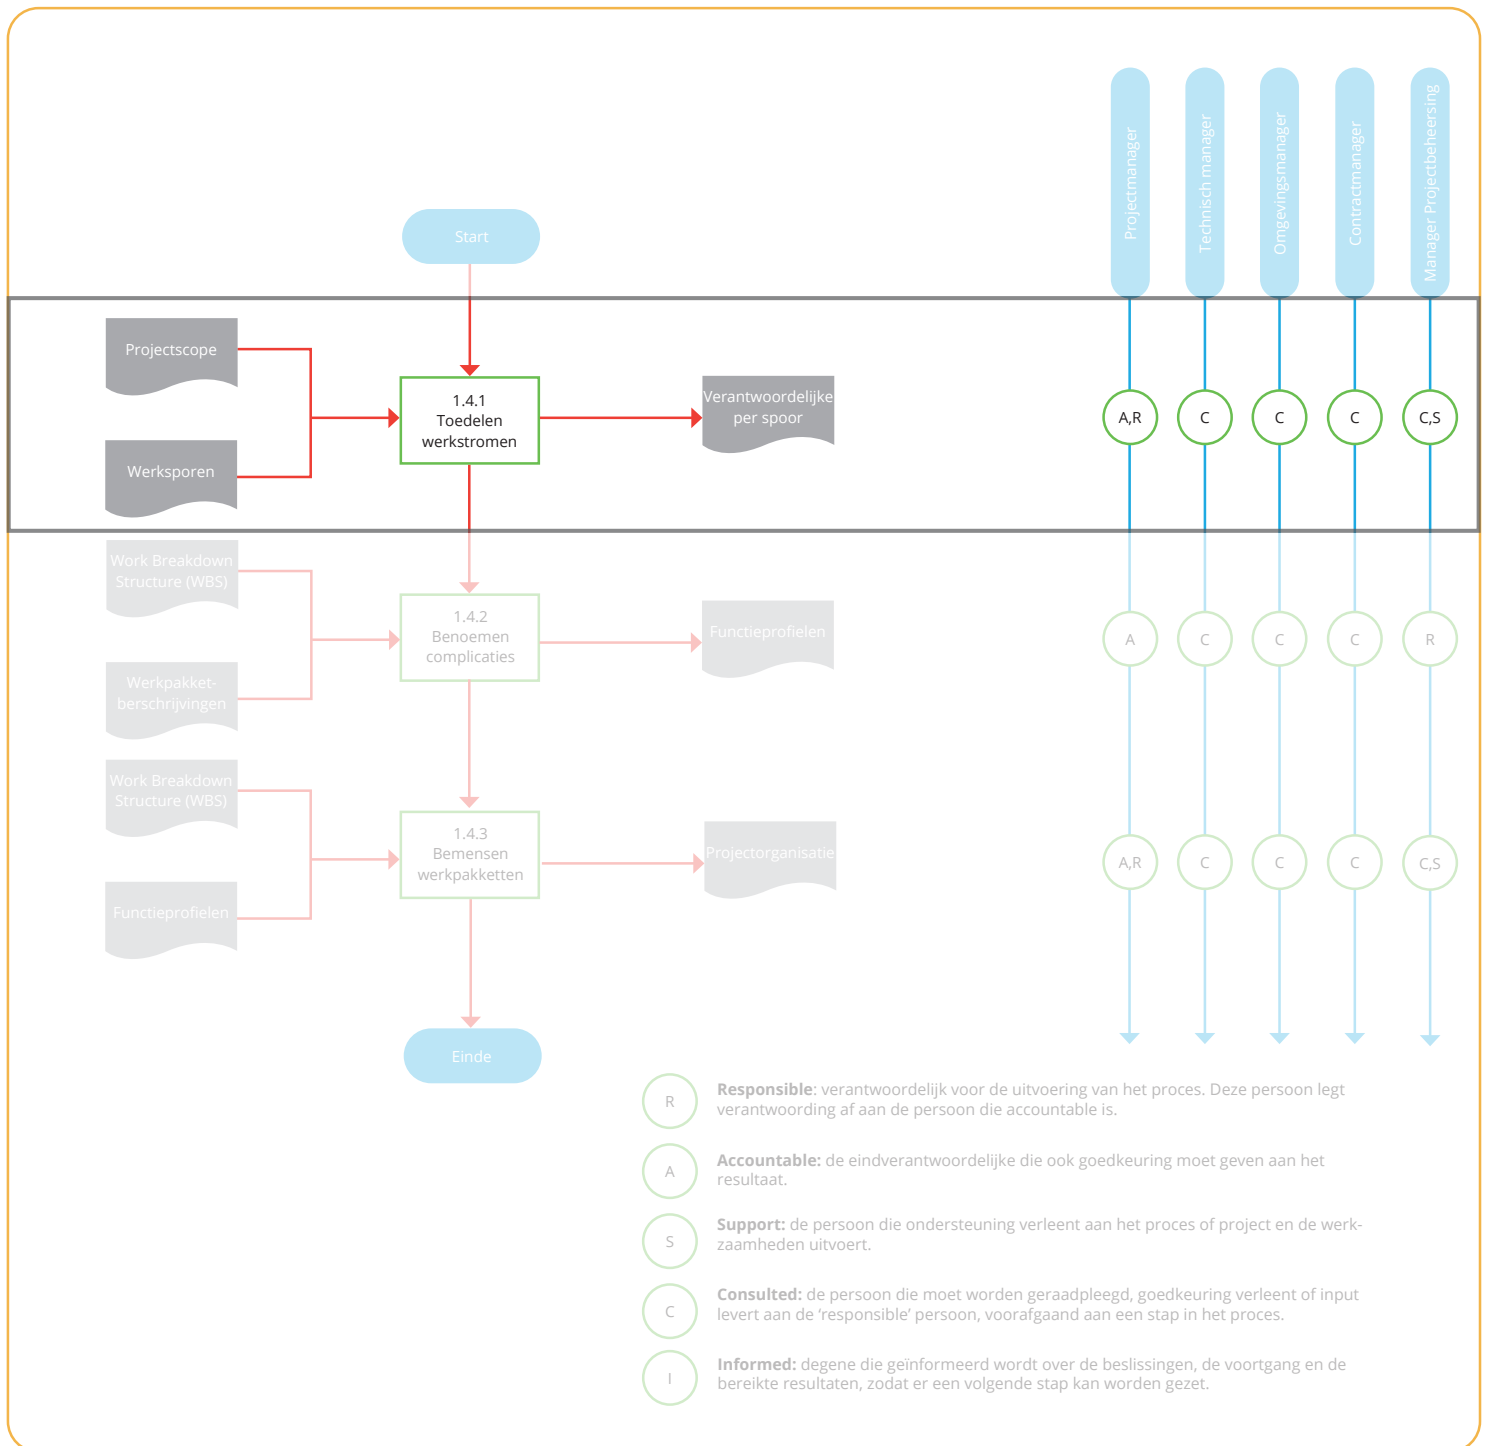 Projectmanager
Technisch manager
Omgevingsmanager
Contractmanager
Manager Projectbeheersing
Start
Projectscope
Werksporen
1.4.1
Toedelen
werkstromen
Verantwoordelijke
per spoor
A,R
C
C
C
C,S
Work Breakdown
Structure (WBS)
Werkpakket-
berschrijvingen
1.4.2
Benoemen
complicaties
Functieprofielen
A
C
C
C
R
Work Breakdown
Structure (WBS)
Functieprofielen
1.4.3
Bemensen
werkpakketten
Projectorganisatie
A,R
C
C
C
C,S
Einde
R
Responsible: verantwoordelijk voor de uitvoering van het proces. Deze persoon legt
verantwoording af aan de persoon die accountable is.
A
Accountable: de eindverantwoordelijke die ook goedkeuring moet geven aan het
resultaat.
S
Support: de persoon die ondersteuning verleent aan het proces of project en de werk-
zaamheden uitvoert.
C
Consulted: de persoon die moet worden geraadpleegd, goedkeuring verleent of input
levert aan de ‘responsible’ persoon, voorafgaand aan een stap in het proces.
I
Informed: degene die geïnformeerd wordt over de beslissingen, de voortgang en de
bereikte resultaten, zodat er een volgende stap kan worden gezet.